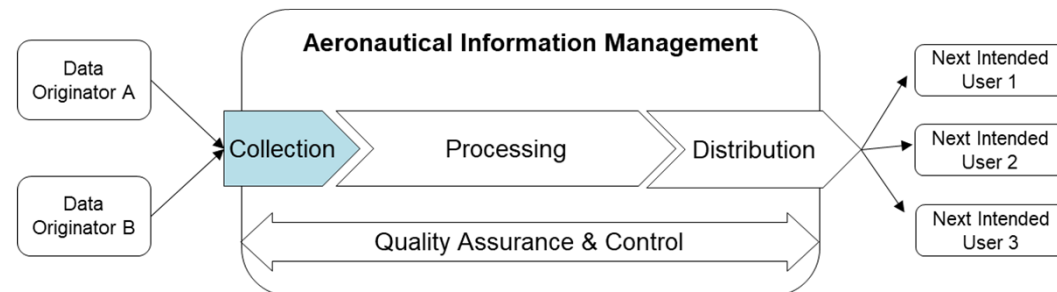 Aeronautical Information Management
Data
Originator A
Data
Originator B
Collection
Processing
Distribution
Quality Assurance & Control
Next Intended
User 1
Next Intended
User 2
Next Intended
User 3